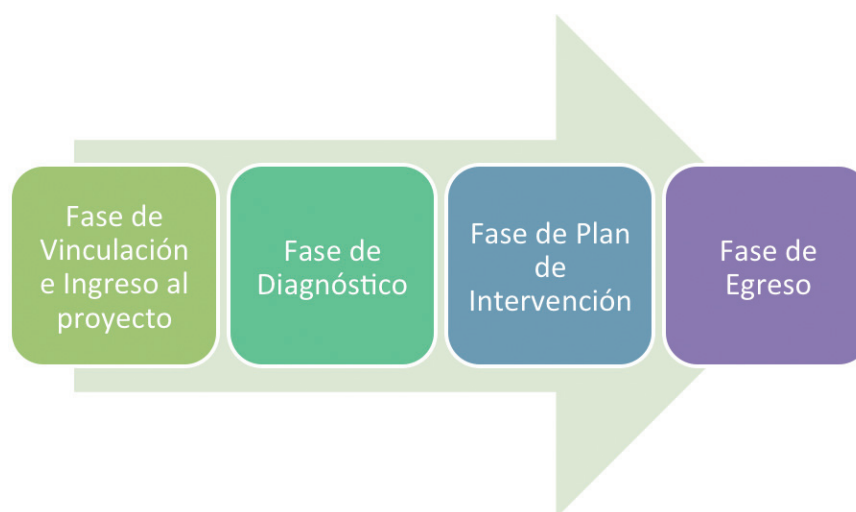 Fase de
Vinculación
e Ingreso al
proyecto
Fase de
Diagnóstico
Fase de Plan
de
Intervención
Fase de
Egreso